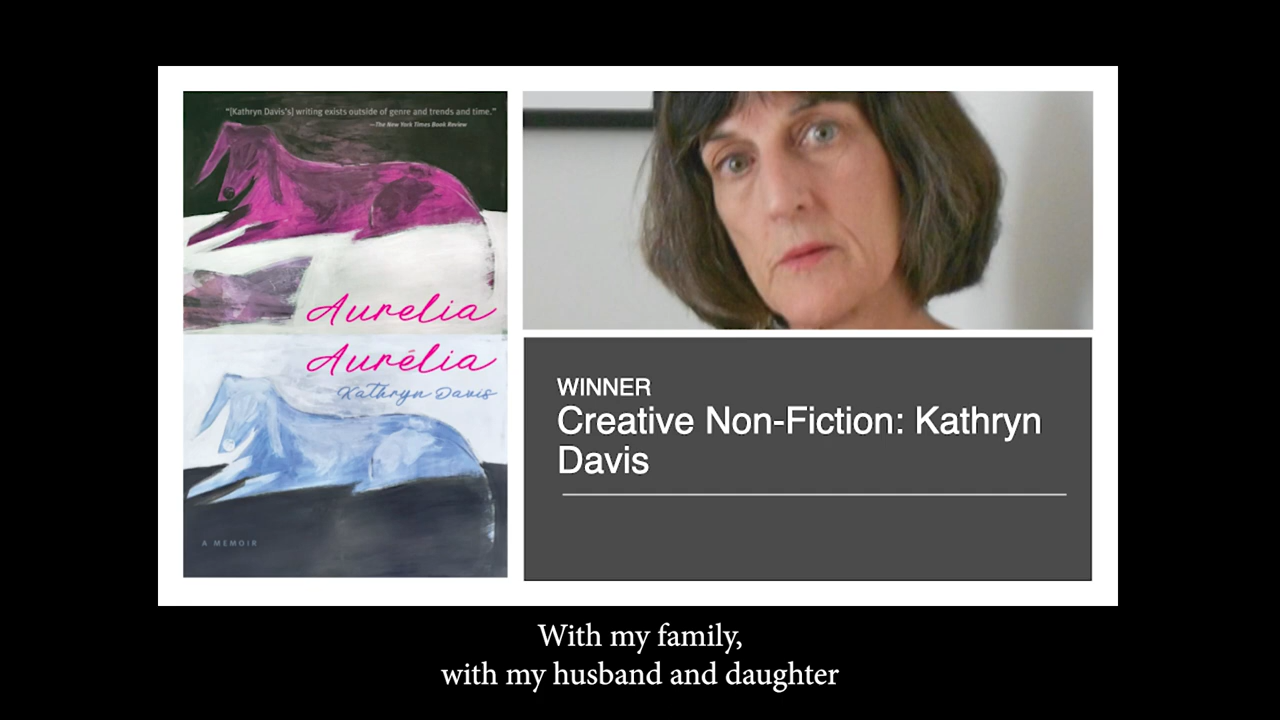 “[Kathryn Davis's] writing exists outside of genre and trends and time.”
—The New York Times Book Review
Aurelia
Aurélia
Kathryn Davis
A MEMOIR
WINNER
Creative Non-Fiction: Kathryn
Davis
With my family,
with my husband and daughter